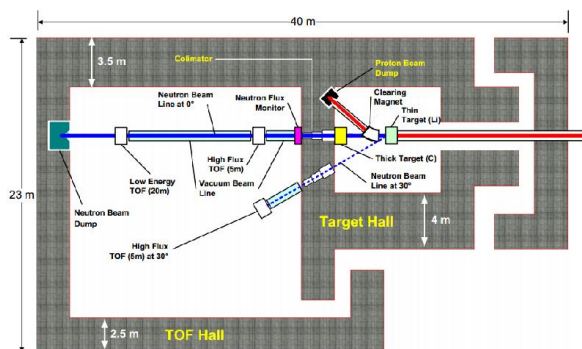 40 m
3.5 m
Colimator
Proton Beam
Dump
Neutron Beam
Line at 0°
Neutron Flux
Monitor
Clearing
Magnet
Thin
Target (Li)
23 m
Low Energy
TOF (20m)
High Flux
TOF (5m)
Vacuum Beam
Line
Thick Target (C)
Neutron Beam
Line at 30°
Neutron Beam
Dump
High Flux
TOF (5m) at 30°
Target Hall
4 m
2.5 m
TOF Hall